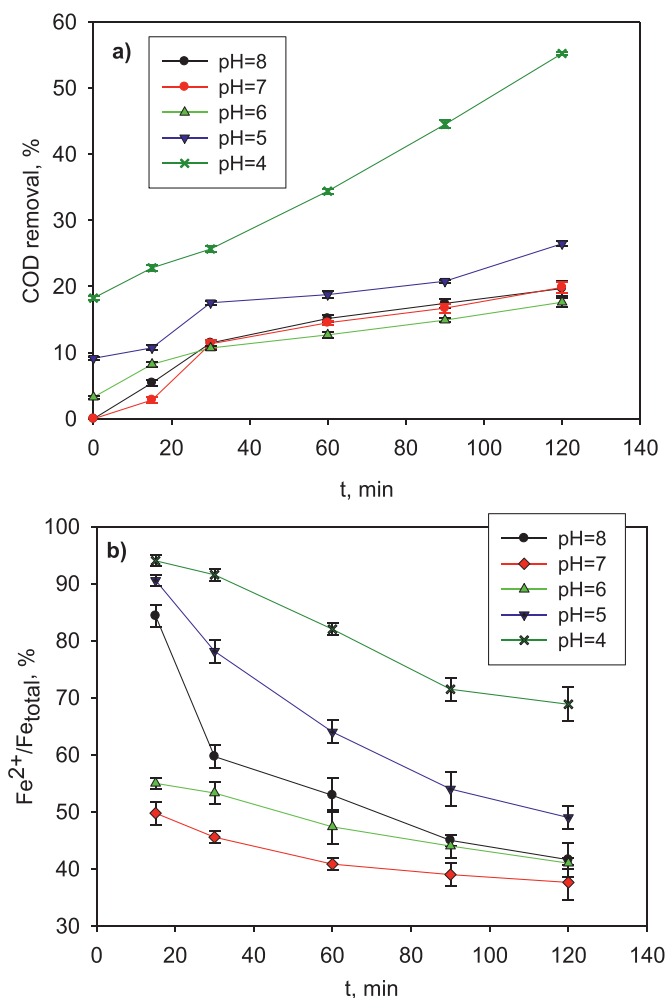 a)
pH=8
pH=7
pH=6
pH=5
pH=4
COD removal, %
60
50
40
30
20
10
0
0 20 40 60 80 100 120 140
t, min
b)
pH=8
pH=7
pH=6
pH=5
pH=4
Fe2+/Fetotal, %
100
90
80
70
60
50
40
30
0 20 40 60 80 100 120 140
t, min